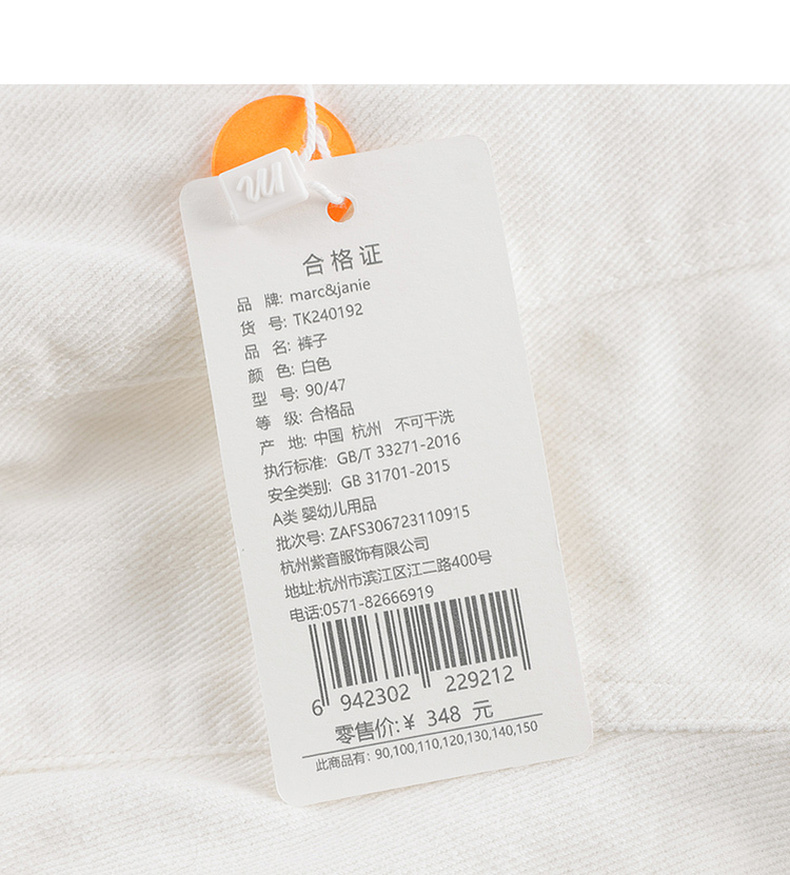 合格证
品 牌: marc&janie
货 号: TK240192
品 名: 裤子
颜 色: 白色
型 号: 90/47
等 级: 合格品
产 地: 中国 杭州 不可干洗
执行标准: GB/T 33271-2016
安全类别: GB 31701-2015
A类 婴幼儿用品
批次号: ZAFS306723110915
杭州紫音服饰有限公司
地址:杭州市滨江区江二路400号
电话:0571-82666919
6 942302 229212
零售价:¥ 348 元
此商品有: 90,100,110,120,130,140,150